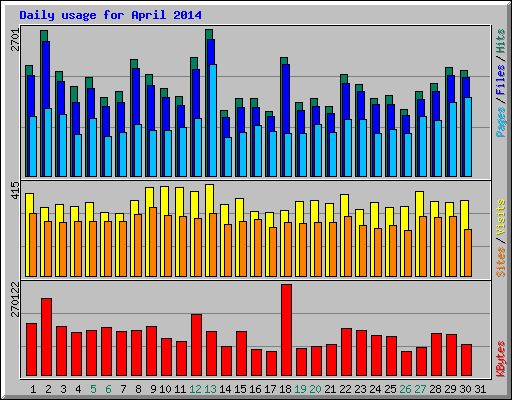 Daily usage for April 2014
2701
Pages / Files / Hits
415
Sites / Visits
270122
KBytes
1 2 3 4 5 6 7 8 9 10 11 12 13 14 15 16 17 18 19 20 21 22 23 24 25 26 27 28 29 30 31